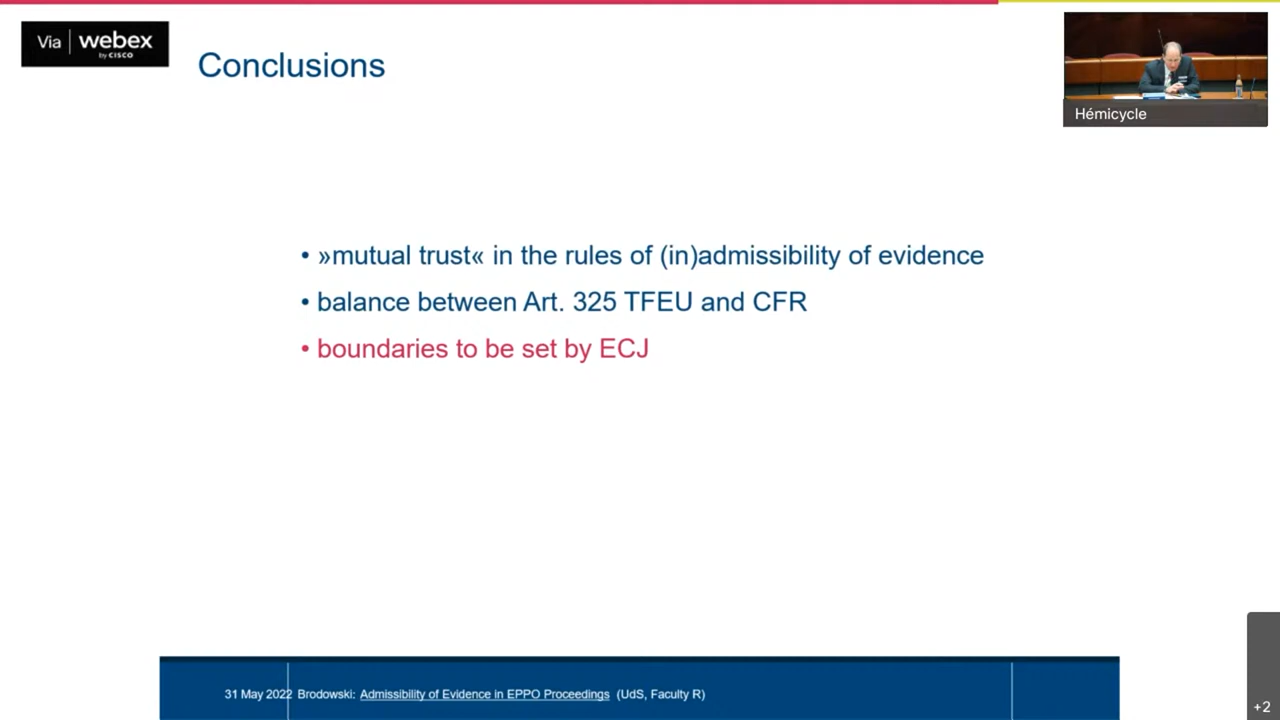 Via webex
by CISCO
Conclusions
Hémicycle
• »mutual trust« in the rules of (in)admissibility of evidence
• balance between Art. 325 TFEU and CFR
• boundaries to be set by ECJ
31 May 2022 Brodowski: Admissibility of Evidence in EPPO Proceedings (UdS, Faculty R)
+2